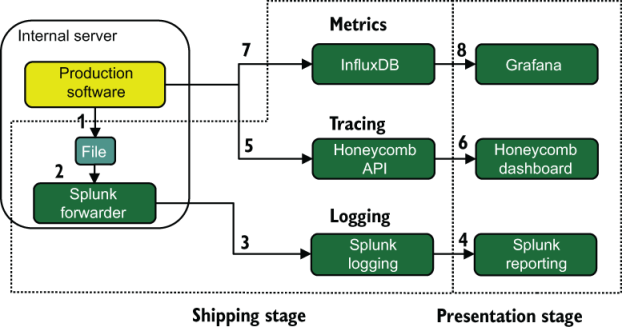 Metrics
Internal server
7
8
Production
software
InfluxDB
Grafana
1
Tracing
File
5
Honeycomb
API
6
Honeycomb
dashboard
2
Splunk
forwarder
Logging
3
Splunk
logging
4
Splunk
reporting
Shipping stage
Presentation stage